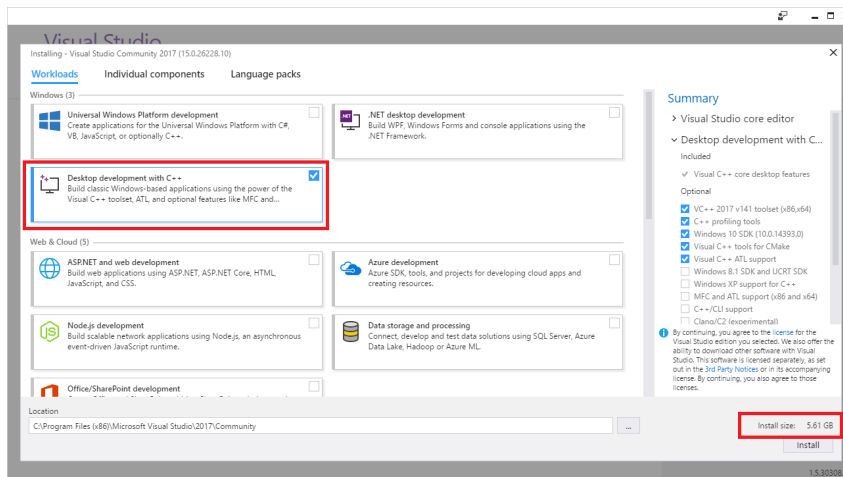 Visual Studio
Installing - Visual Studio Community 2017 (15.0.26228.10)
Workloads Individual components Language packs
Windows (3)
Universal Windows Platform development
Create applications for the Universal Windows Platform with C#,
VB, JavaScript, or optionally C++.
.NET desktop development
Build WPF, Windows Forms and console applications using the
.NET Framework.
Desktop development with C++
Build classic Windows-based applications using the power of the
Visual C++ toolset, ATL, and optional features like MFC and...
Web & Cloud (5)
ASP.NET and web development
Build web applications using ASP.NET, ASP.NET Core, HTML,
JavaScript, and CSS.
Azure development
Azure SDK, tools, and projects for developing cloud apps and
creating resources.
Node.js development
Build scalable network applications using Node.js, an asynchronous
event-driven JavaScript runtime.
Data storage and processing
Connect, develop and test data solutions using SQL Server, Azure
Data Lake, Hadoop or Azure ML.
Office/SharePoint development
Summary
Visual Studio core editor
Desktop development with C...
Included
Visual C++ core desktop features
Optional
VC++ 2017 v141 toolset (x86,x64)
C++ profiling tools
Windows 10 SDK (10.0.14393.0)
Visual C++ tools for CMake
Visual C++ ATL support
Windows 8.1 SDK and UCRT SDK
Windows XP support for C++
MFC and ATL support (x86 and x64)
C++/CLI support
Clang/C2 (experimental)
By continuing, you agree to the license for the
Visual Studio edition you selected. We also offer the
ability to download other software with Visual
Studio. This software is licensed separately, as set
out in the 3rd Party Notices or in its accompanying
license. By continuing, you also agree to those
licenses.
Location
C:\Program Files (x86)\Microsoft Visual Studio\2017\Community
...
Install size: 5.61 GB
Install
1.5.30308